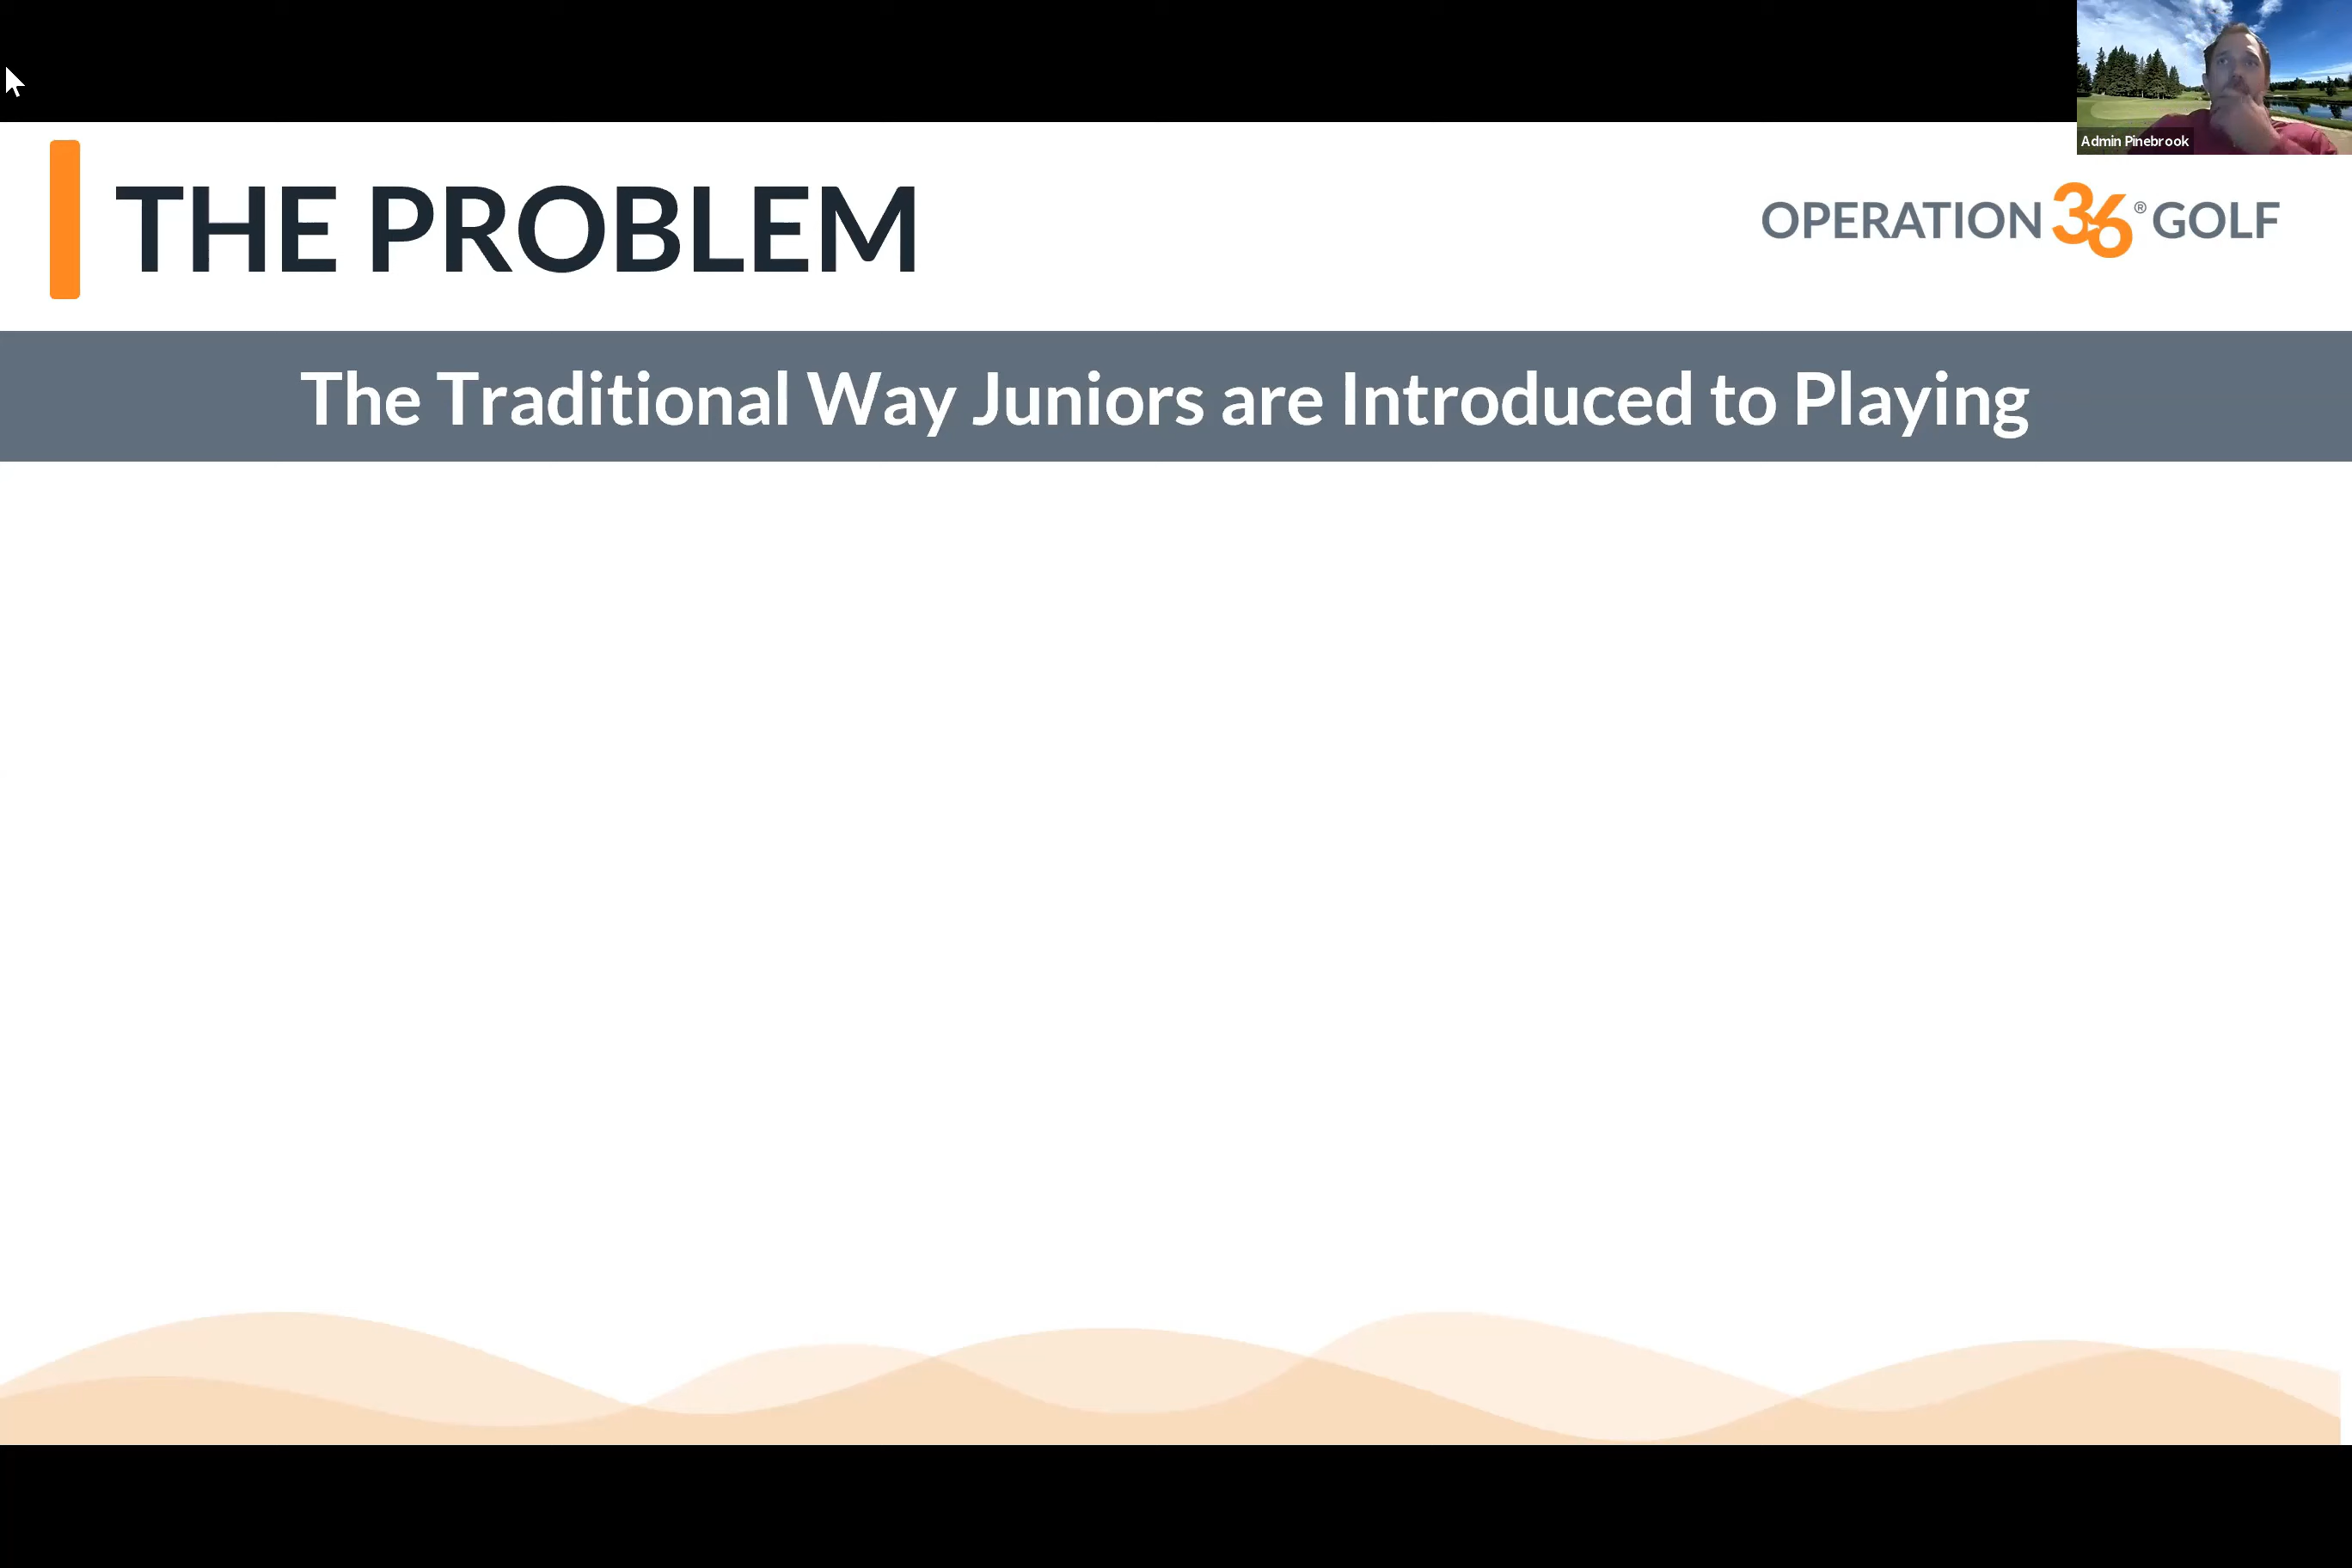 Admin Pinebrook
THE PROBLEM
OPERATION 36® GOLF
The Traditional Way Juniors are Introduced to Playing